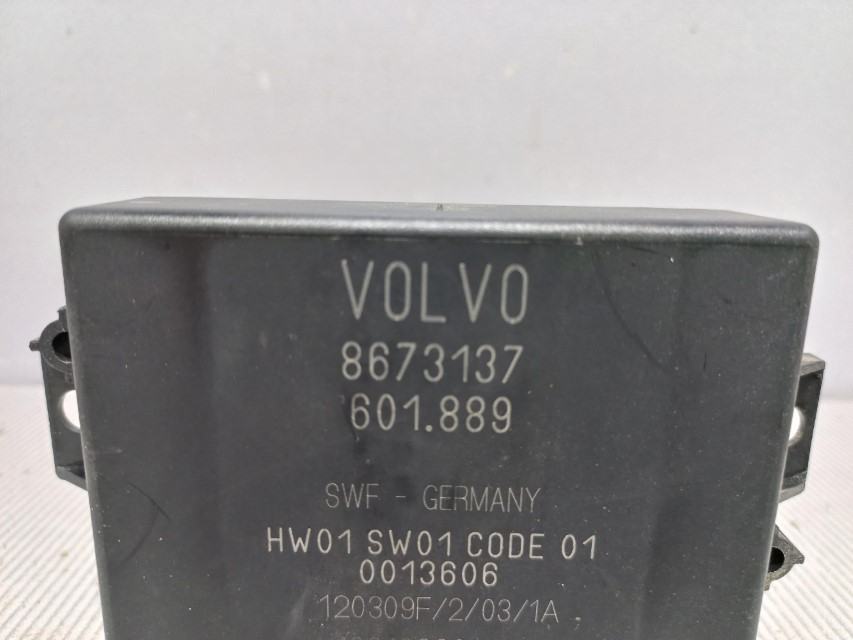 VOLVO
8673137
601.889
SWF - GERMANY
HW01 SW01 CODE 01
0013606
120309F/2/03/1A